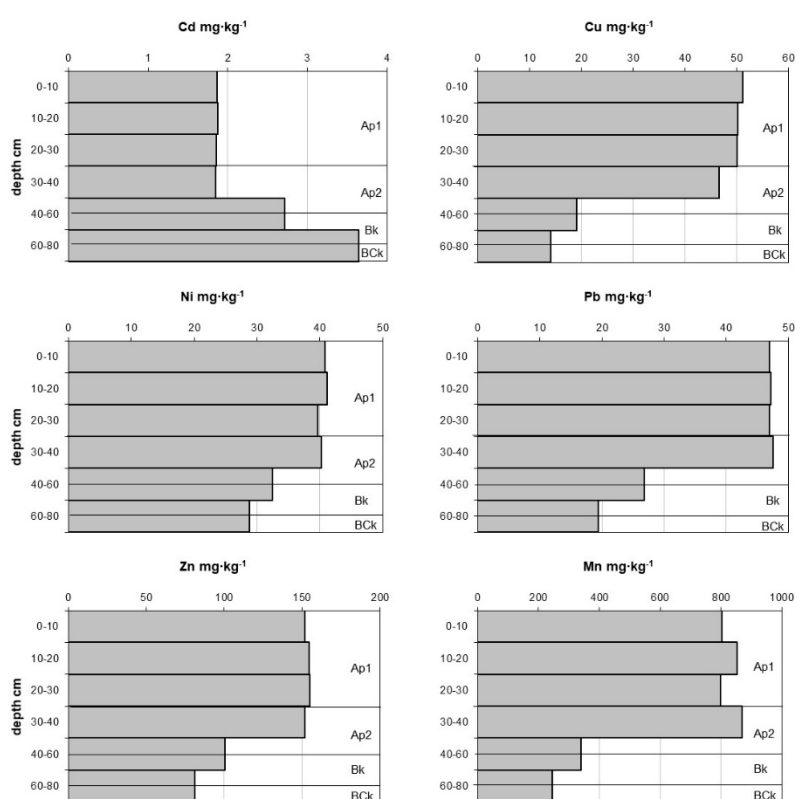 Cd mg·kg⁻¹
0 1 2 3 4
depth cm
0-10
10-20
20-30
30-40
40-60
60-80
Ap1
Ap2
Bk
BCk
Cu mg·kg⁻¹
0 10 20 30 40 50 60
0-10
10-20
20-30
30-40
40-60
60-80
Ap1
Ap2
Bk
BCk
Ni mg·kg⁻¹
0 10 20 30 40 50
depth cm
0-10
10-20
20-30
30-40
40-60
60-80
Ap1
Ap2
Bk
BCk
Pb mg·kg⁻¹
0 10 20 30 40 50
0-10
10-20
20-30
30-40
40-60
60-80
Bk
BCk
Zn mg·kg⁻¹
0 50 100 150 200
depth cm
0-10
10-20
20-30
30-40
40-60
60-80
Ap1
Ap2
Bk
BCk
Mn mg·kg⁻¹
0 200 400 600 800 1000
0-10
10-20
20-30
30-40
40-60
60-80
Ap1
Ap2
Bk
BCk